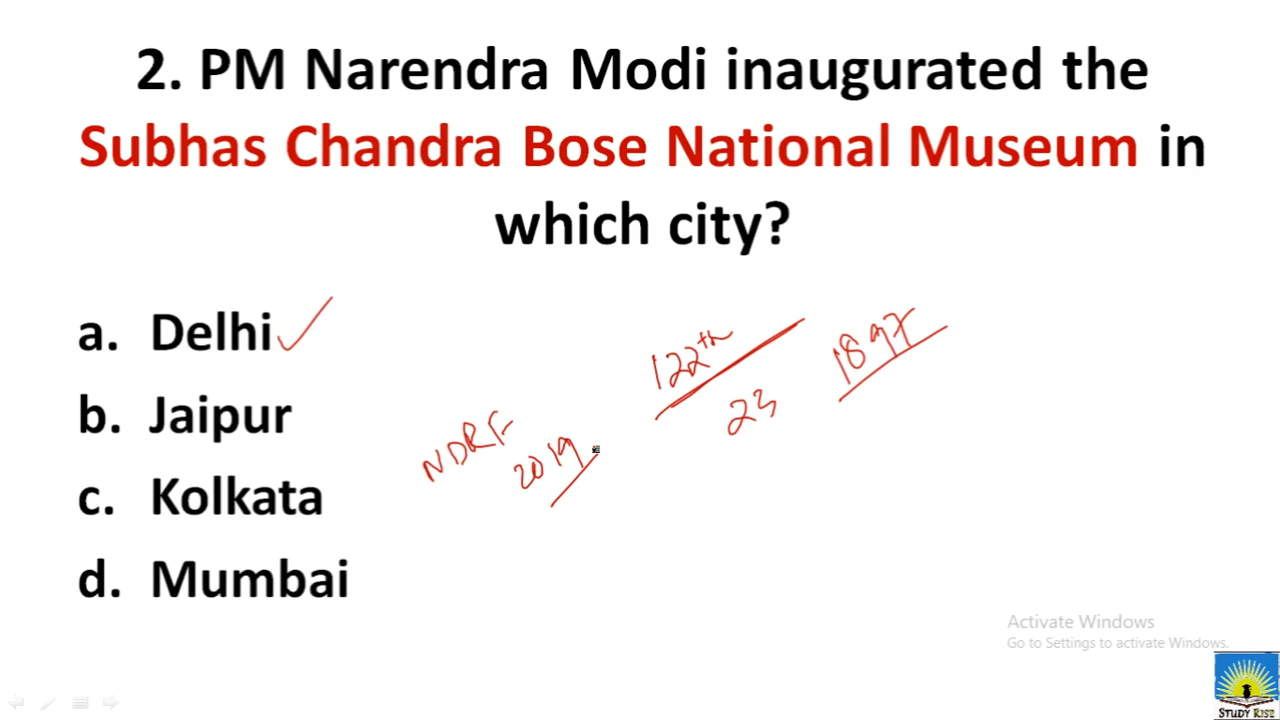 2. PM Narendra Modi inaugurated the
Subhas Chandra Bose National Museum in
which city?
a. Delhi
b. Jaipur
c. Kolkata
d. Mumbai
122th
1897
23
NDRF
2019
Activate Windows
Go to Settings to activate Windows.
STUDY RISE